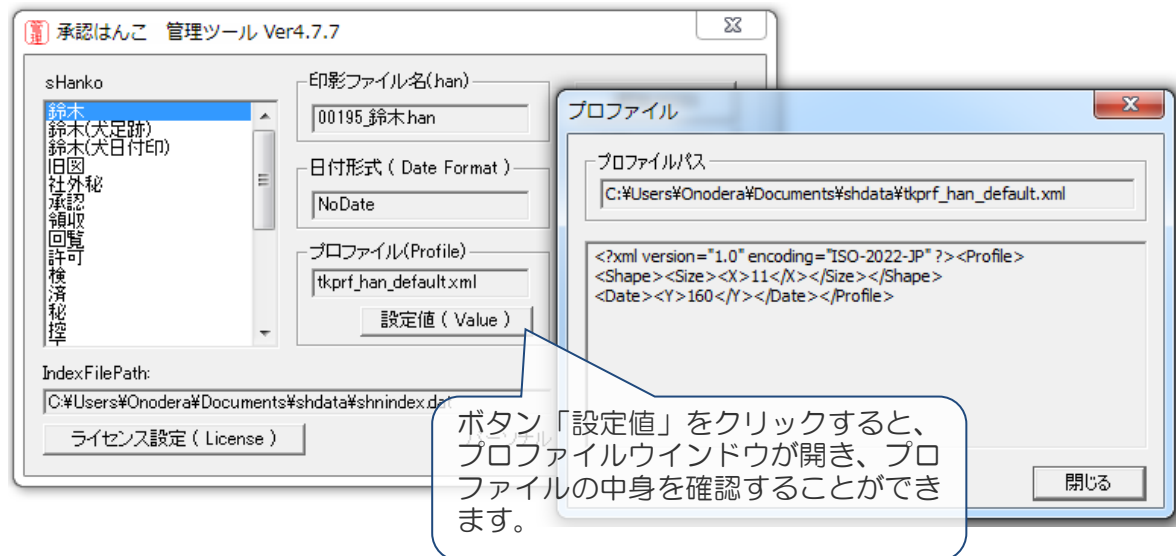 管理
承認はんこ 管理ツール Ver4.7.7
sHanko
鈴木
鈴木(犬足跡)
鈴木(犬日付印)
旧図
社外秘
承認
領収
回覧
許可
検
済
秘
控
印影ファイル名(.han)
00195_鈴木.han
日付形式 ( Date Format )
NoDate
プロファイル(Profile)
tkprf_han_default.xml
設定値 ( Value )
IndexFilePath:
C:¥Users¥Onodera¥Documents¥shdata¥shnindex.dat
ライセンス設定 ( License )
プロファイル
プロファイルパス
C:¥Users¥Onodera¥Documents¥shdata¥tkprf_han_default.xml
<?xml version="1.0" encoding="ISO-2022-JP" ?><Profile>
<Shape><Size><X>11</X></Size></Shape>
<Date><Y>160</Y></Date></Profile>
閉じる
ボタン「設定値」をクリックすると、
プロファイルウインドウが開き、プロ
ファイルの中身を確認することができ
ます。